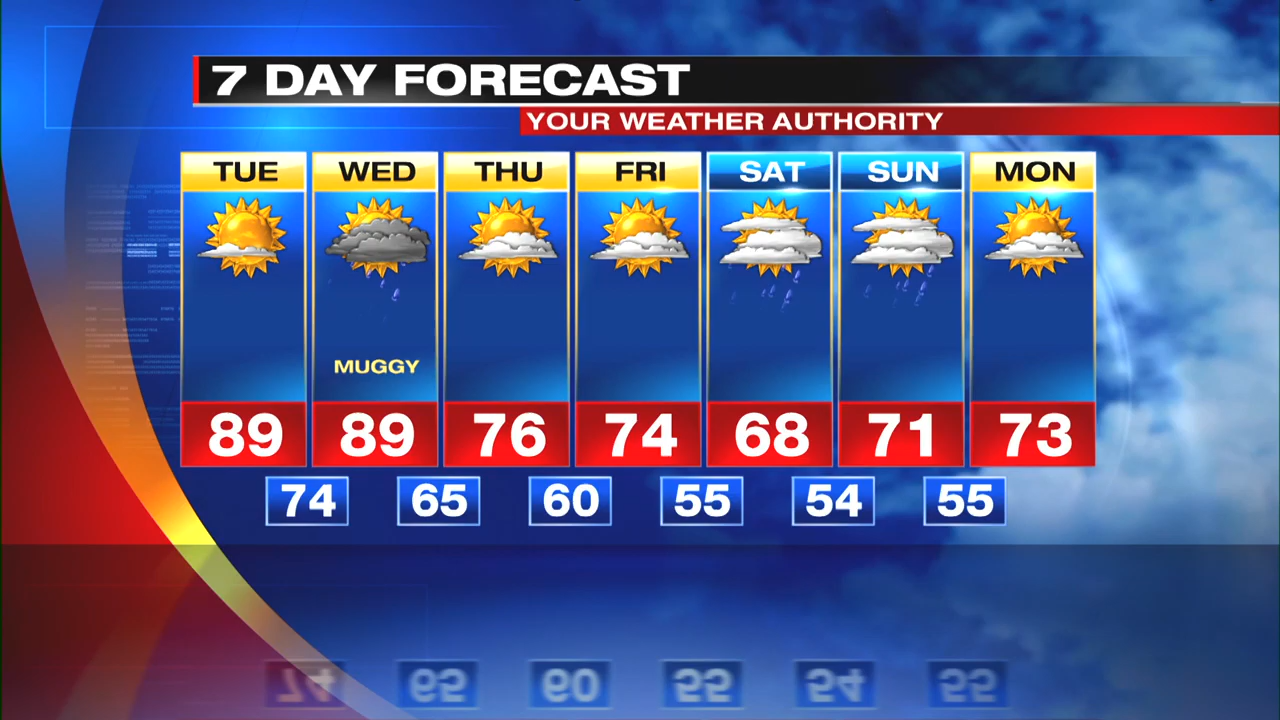 7 DAY FORECAST
YOUR WEATHER AUTHORITY
TUE WED THU FRI SAT SUN MON
MUGGY
89 89 76 74 68 71 73
74 65 60 55 54 55